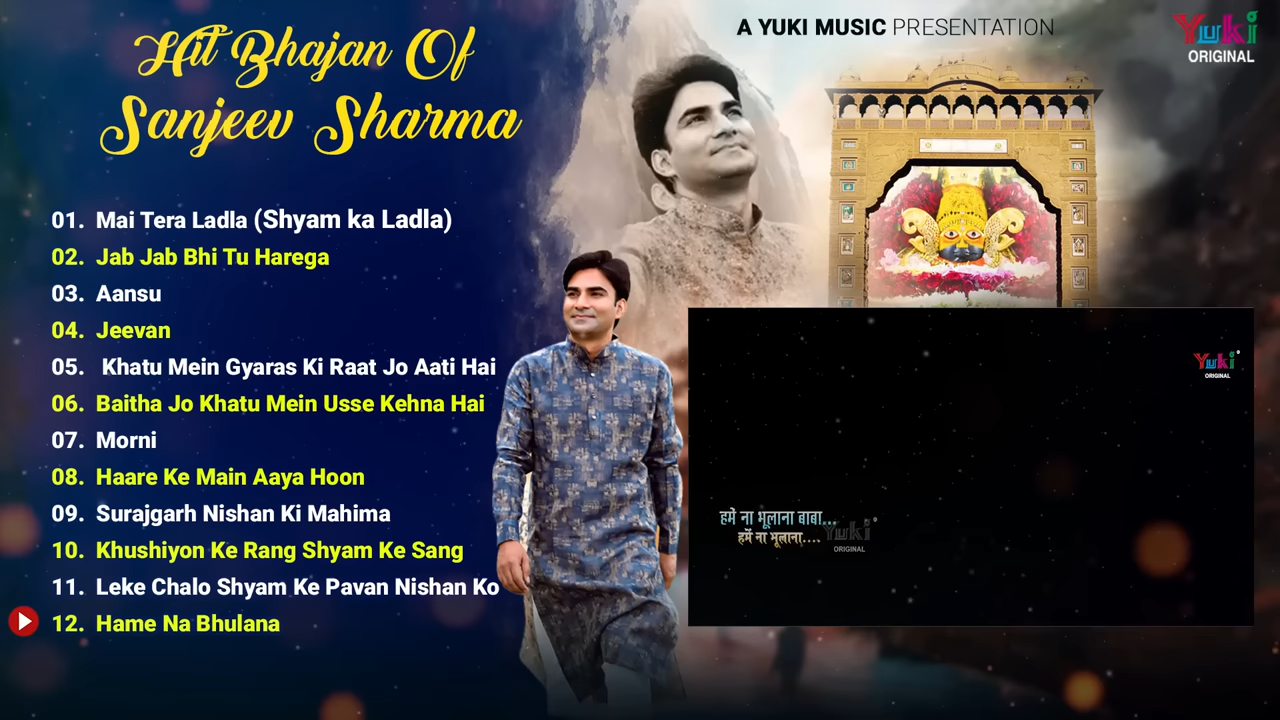 Hit Bhajan Of
Sanjeev Sharma
A YUKI MUSIC PRESENTATION
Yuki
ORIGINAL
01. Mai Tera Ladla (Shyam ka Ladla)
02. Jab Jab Bhi Tu Harega
03. Aansu
04. Jeevan
05. Khatu Mein Gyaras Ki Raat Jo Aati Hai
06. Baitha Jo Khatu Mein Usse Kehna Hai
07. Morni
08. Haare Ke Main Aaya Hoon
09. Surajgarh Nishan Ki Mahima
10. Khushiyon Ke Rang Shyam Ke Sang
11. Leke Chalo Shyam Ke Pavan Nishan Ko
12. Hame Na Bhulana
Yuki
ORIGINAL
हमें ना भूलाना बाबा...
हमें ना भूलाना....
Yuki
ORIGINAL